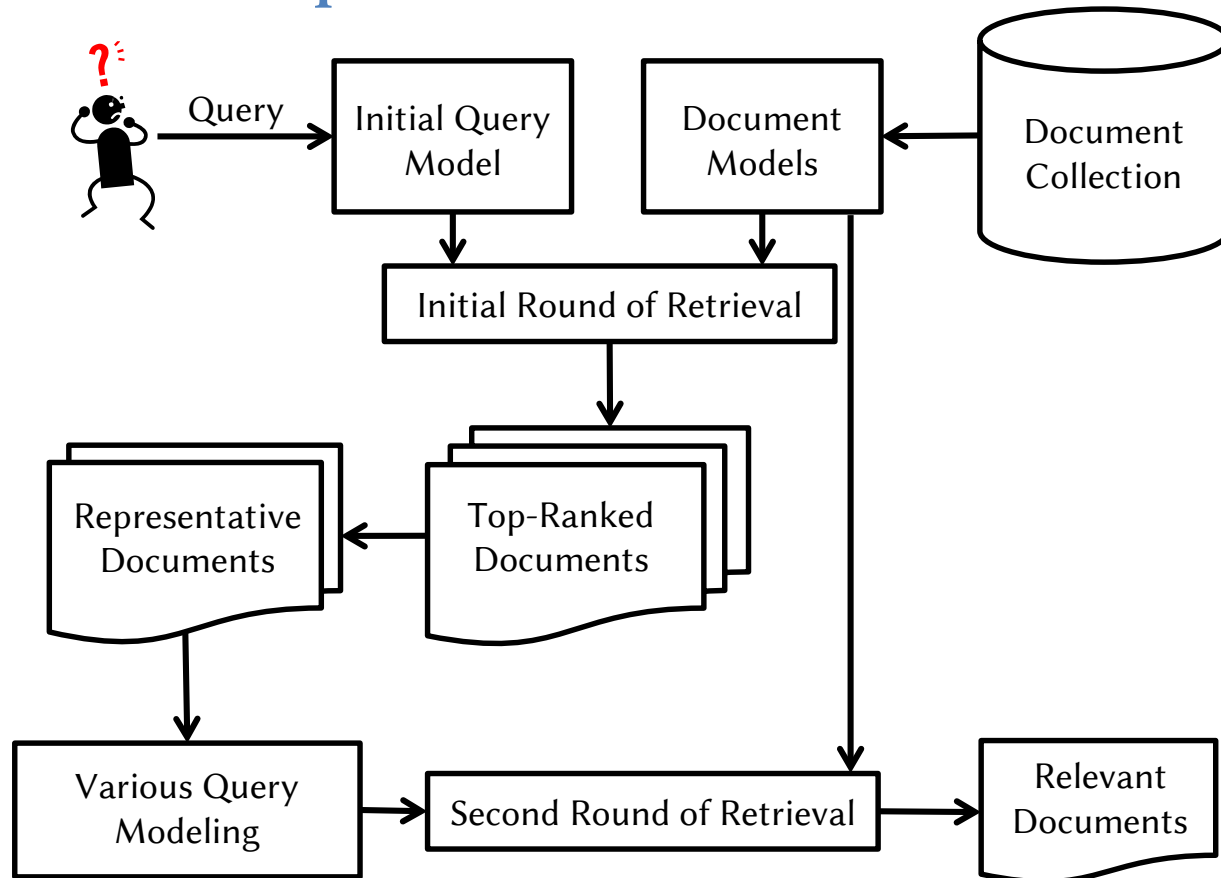 Query
Initial Query
Model
Document
Models
Document
Collection
Initial Round of Retrieval
Representative
Documents
Top-Ranked
Documents
Various Query
Modeling
Second Round of Retrieval
Relevant
Documents